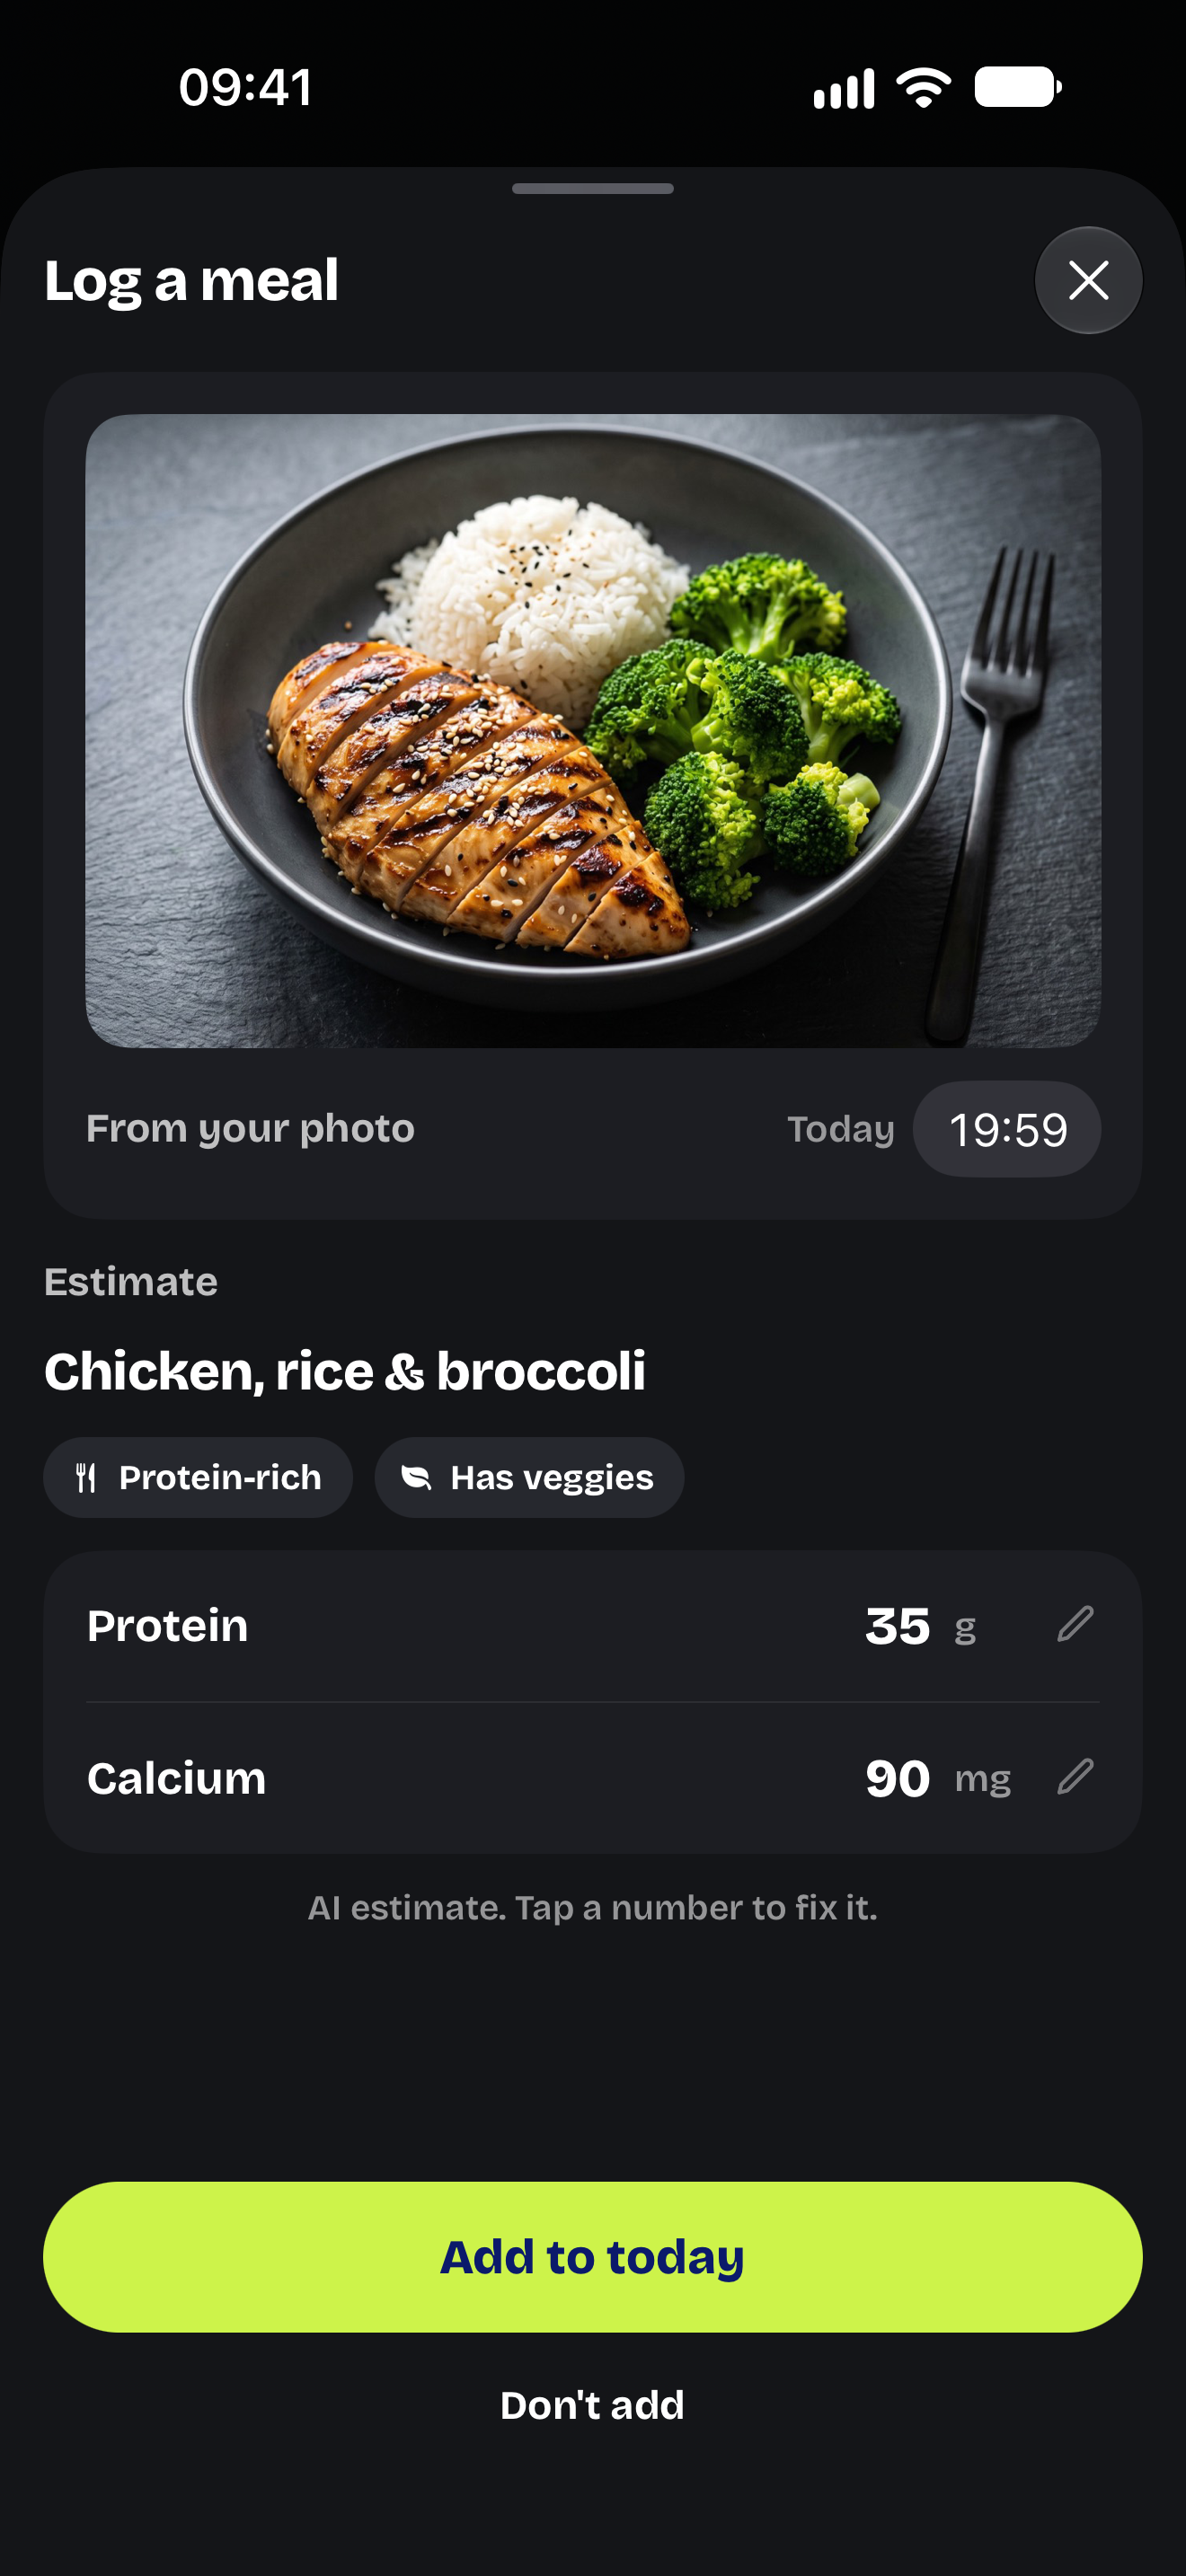 09:41
Log a meal
From your photo
Today 19:59
Estimate
Chicken, rice & broccoli
Protein-rich Has veggies
Protein 35 g
Calcium 90 mg
AI estimate. Tap a number to fix it.
Add to today
Don't add